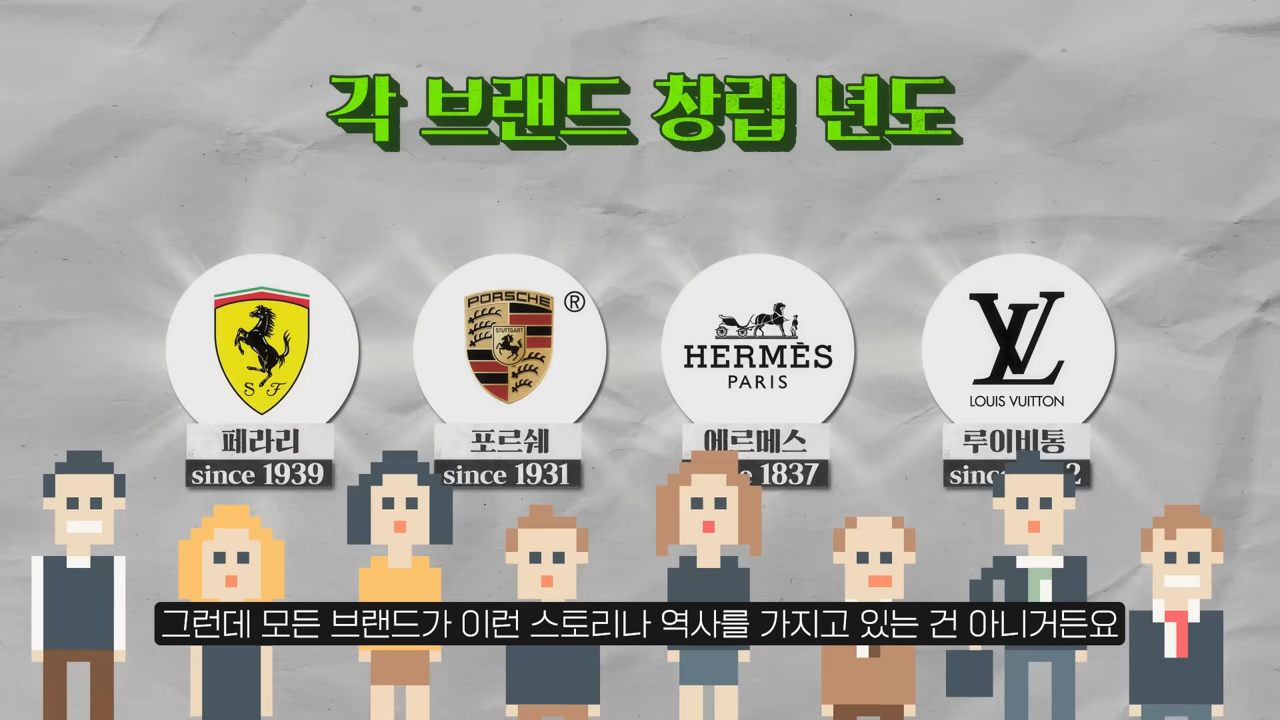 각 브랜드 창립 년도
PORSCHE
®
STUTTGART
S F
HERMÈS
PARIS
LV
LOUIS VUITTON
페라리
포르쉐
에르메스
루이비통
since 1939
since 1931
1837
그런데 모든 브랜드가 이런 스토리나 역사를 가지고 있는 건 아니거든요